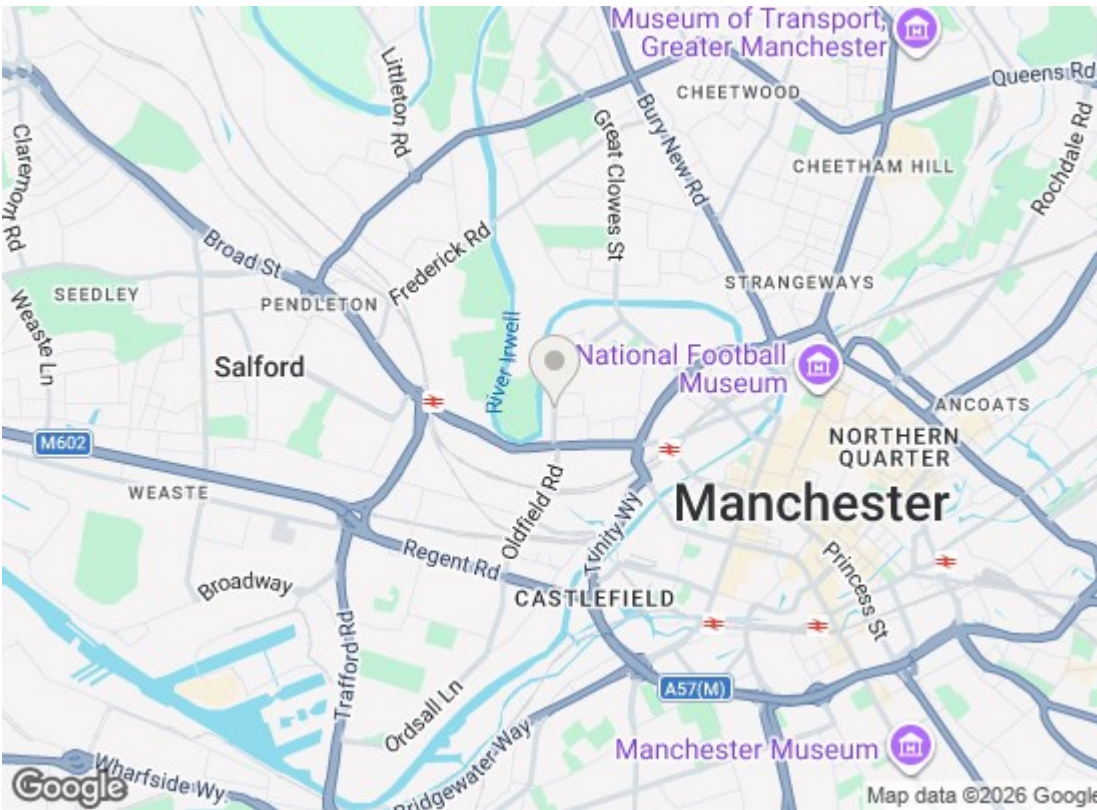 Museum of Transport,
Greater Manchester
Queens Rd
CHEETWOOD
Littleton Rd
Bury New Rd
Great Clowes St
Rochdale Rd
Claremont Rd
CHEETHAM HILL
Frederick Rd
Broad St
STRANGEWAYS
SEEDLEY
PENDLETON
Weaste Ln
River Irwell
National Football
Museum
Salford
ANCOATS
M602
NORTHERN
QUARTER
WEASTE
Oldfield Rd
Manchester
Trinity Wy
Regent Rd
Princess St
Broadway
CASTLEFIELD
Trafford Rd
A57(M)
Ordsall Ln
Manchester Museum
Wharfside Wy
Bridgewater Way
Google
Map data ©2026 Google